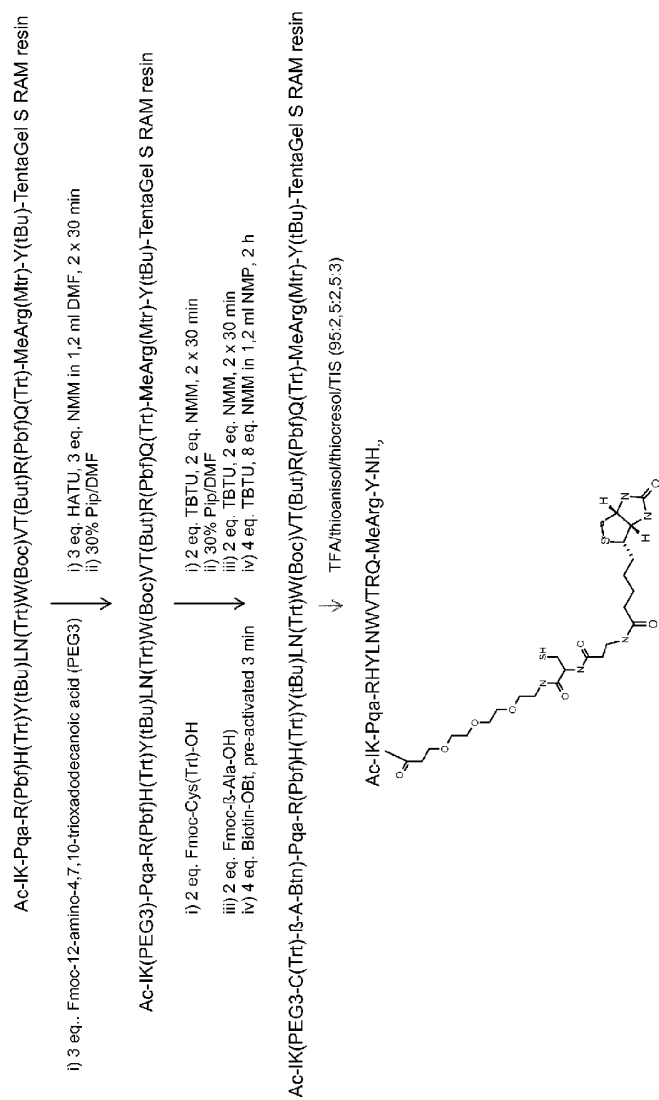 Ac-IK-Pqa-R(Pbf)H(Trt)Y(tBu)LN(Trt)W(Boc)VT(But)R(Pbf)Q(Trt)-MeArg(Mtr)-Y(tBu)-TentaGel S RAM resin
i) 3 eq.. Fmoc-12-amino-4,7,10-trioxadodecanoic acid (PEG3)
i) 3 eq. HATU, 3 eq. NMM in 1,2 ml DMF, 2 x 30 min
ii) 30% Pip/DMF
Ac-IK(PEG3)-Pqa-R(Pbf)H(Trt)Y(tBu)LN(Trt)W(Boc)VT(But)R(Pbf)Q(Trt)-MeArg(Mtr)-Y(tBu)-TentaGel S RAM resin
i) 2 eq. Fmoc-Cys(Trt)-OH
iii) 2 eq. Fmoc-ß-Ala-OH)
iv) 4 eq. Biotin-OBt, pre-activated 3 min
i) 2 eq. TBTU, 2 eq. NMM, 2 x 30 min
ii) 30% Pip/DMF
iii) 2 eq. TBTU, 2 eq. NMM, 2 x 30 min
iv) 4 eq. TBTU, 8 eq. NMM in 1,2 ml NMP, 2 h
Ac-IK(PEG3-C(Trt)-ß-A-Btn)-Pqa-R(Pbf)H(Trt)Y(tBu)LN(Trt)W(Boc)VT(But)R(Pbf)Q(Trt)-MeArg(Mtr)-Y(tBu)-TentaGel S RAM resin
TFA/thioanisol/thiocresol/TIS (95:2,5:2,5:3)
Ac-IK-Pqa-RHYLNWVTRQ-MeArg-Y-NH2
O
O
O
O
N
H
O
SH
N
H
O
N
H
O
S
H
H
N
N
O